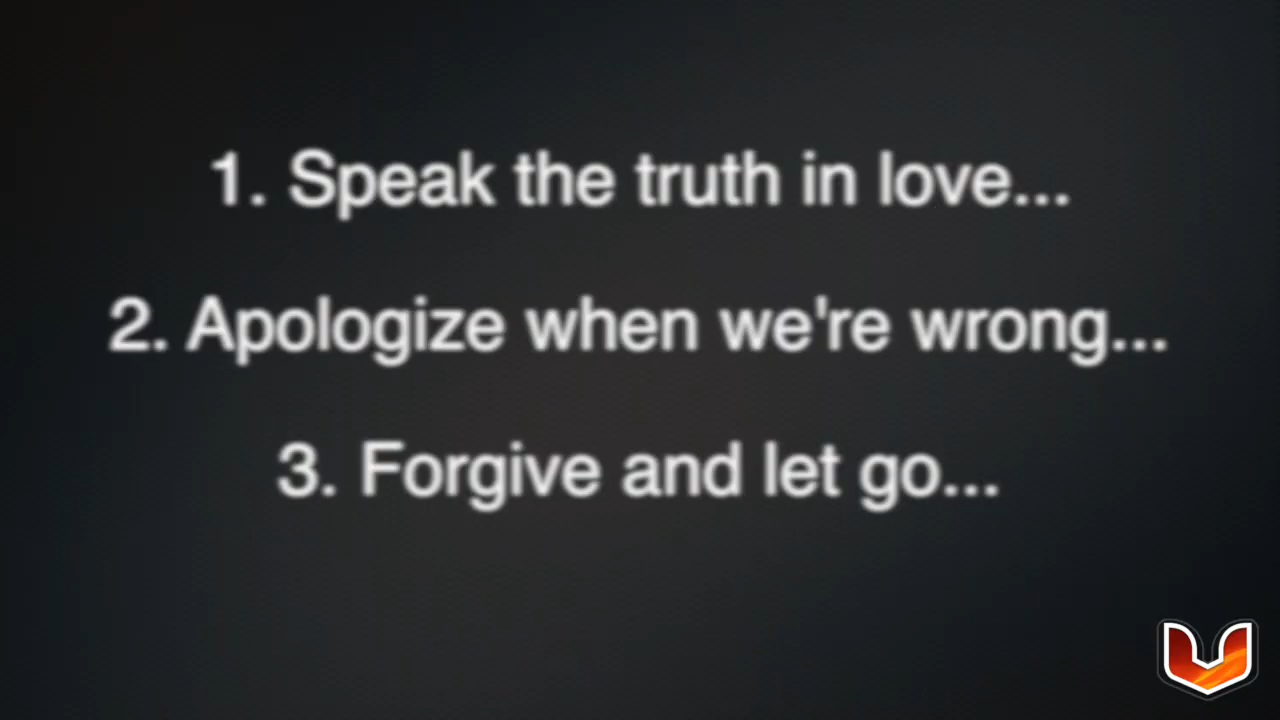 1. Speak the truth in love...
2. Apologize when we're wrong...
3. Forgive and let go...